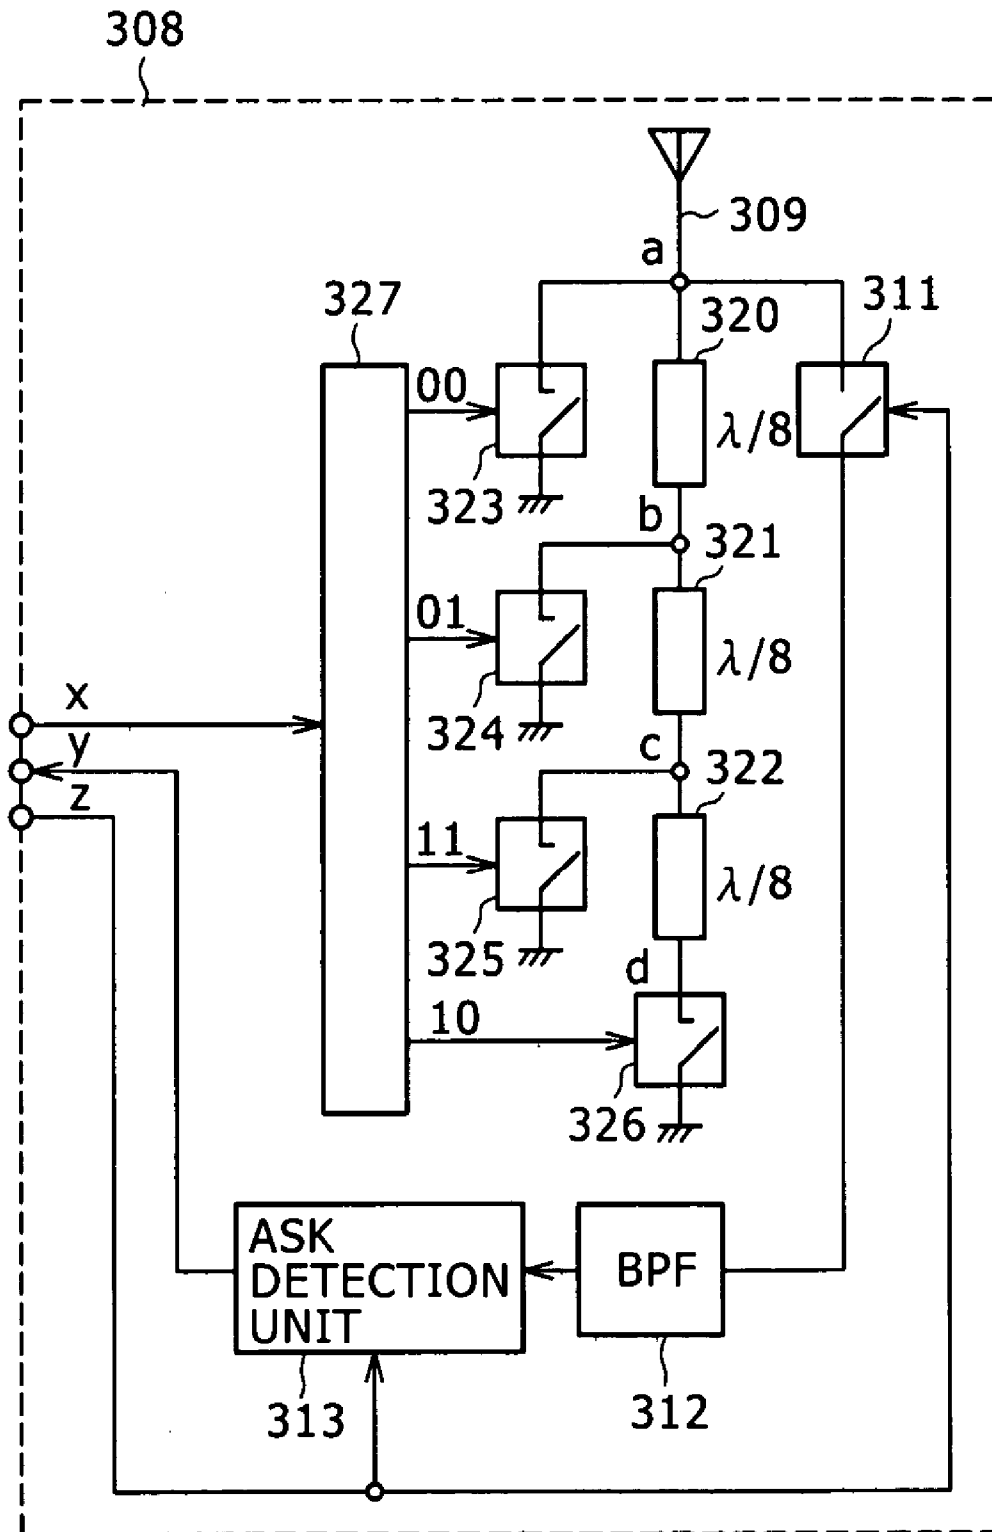 308
309
a
327
320
311
00
λ/8
323
b
321
01
λ/8
x
324
y
c
322
z
11
λ/8
325
d
10
326
ASK
DETECTION
UNIT
BPF
313
312